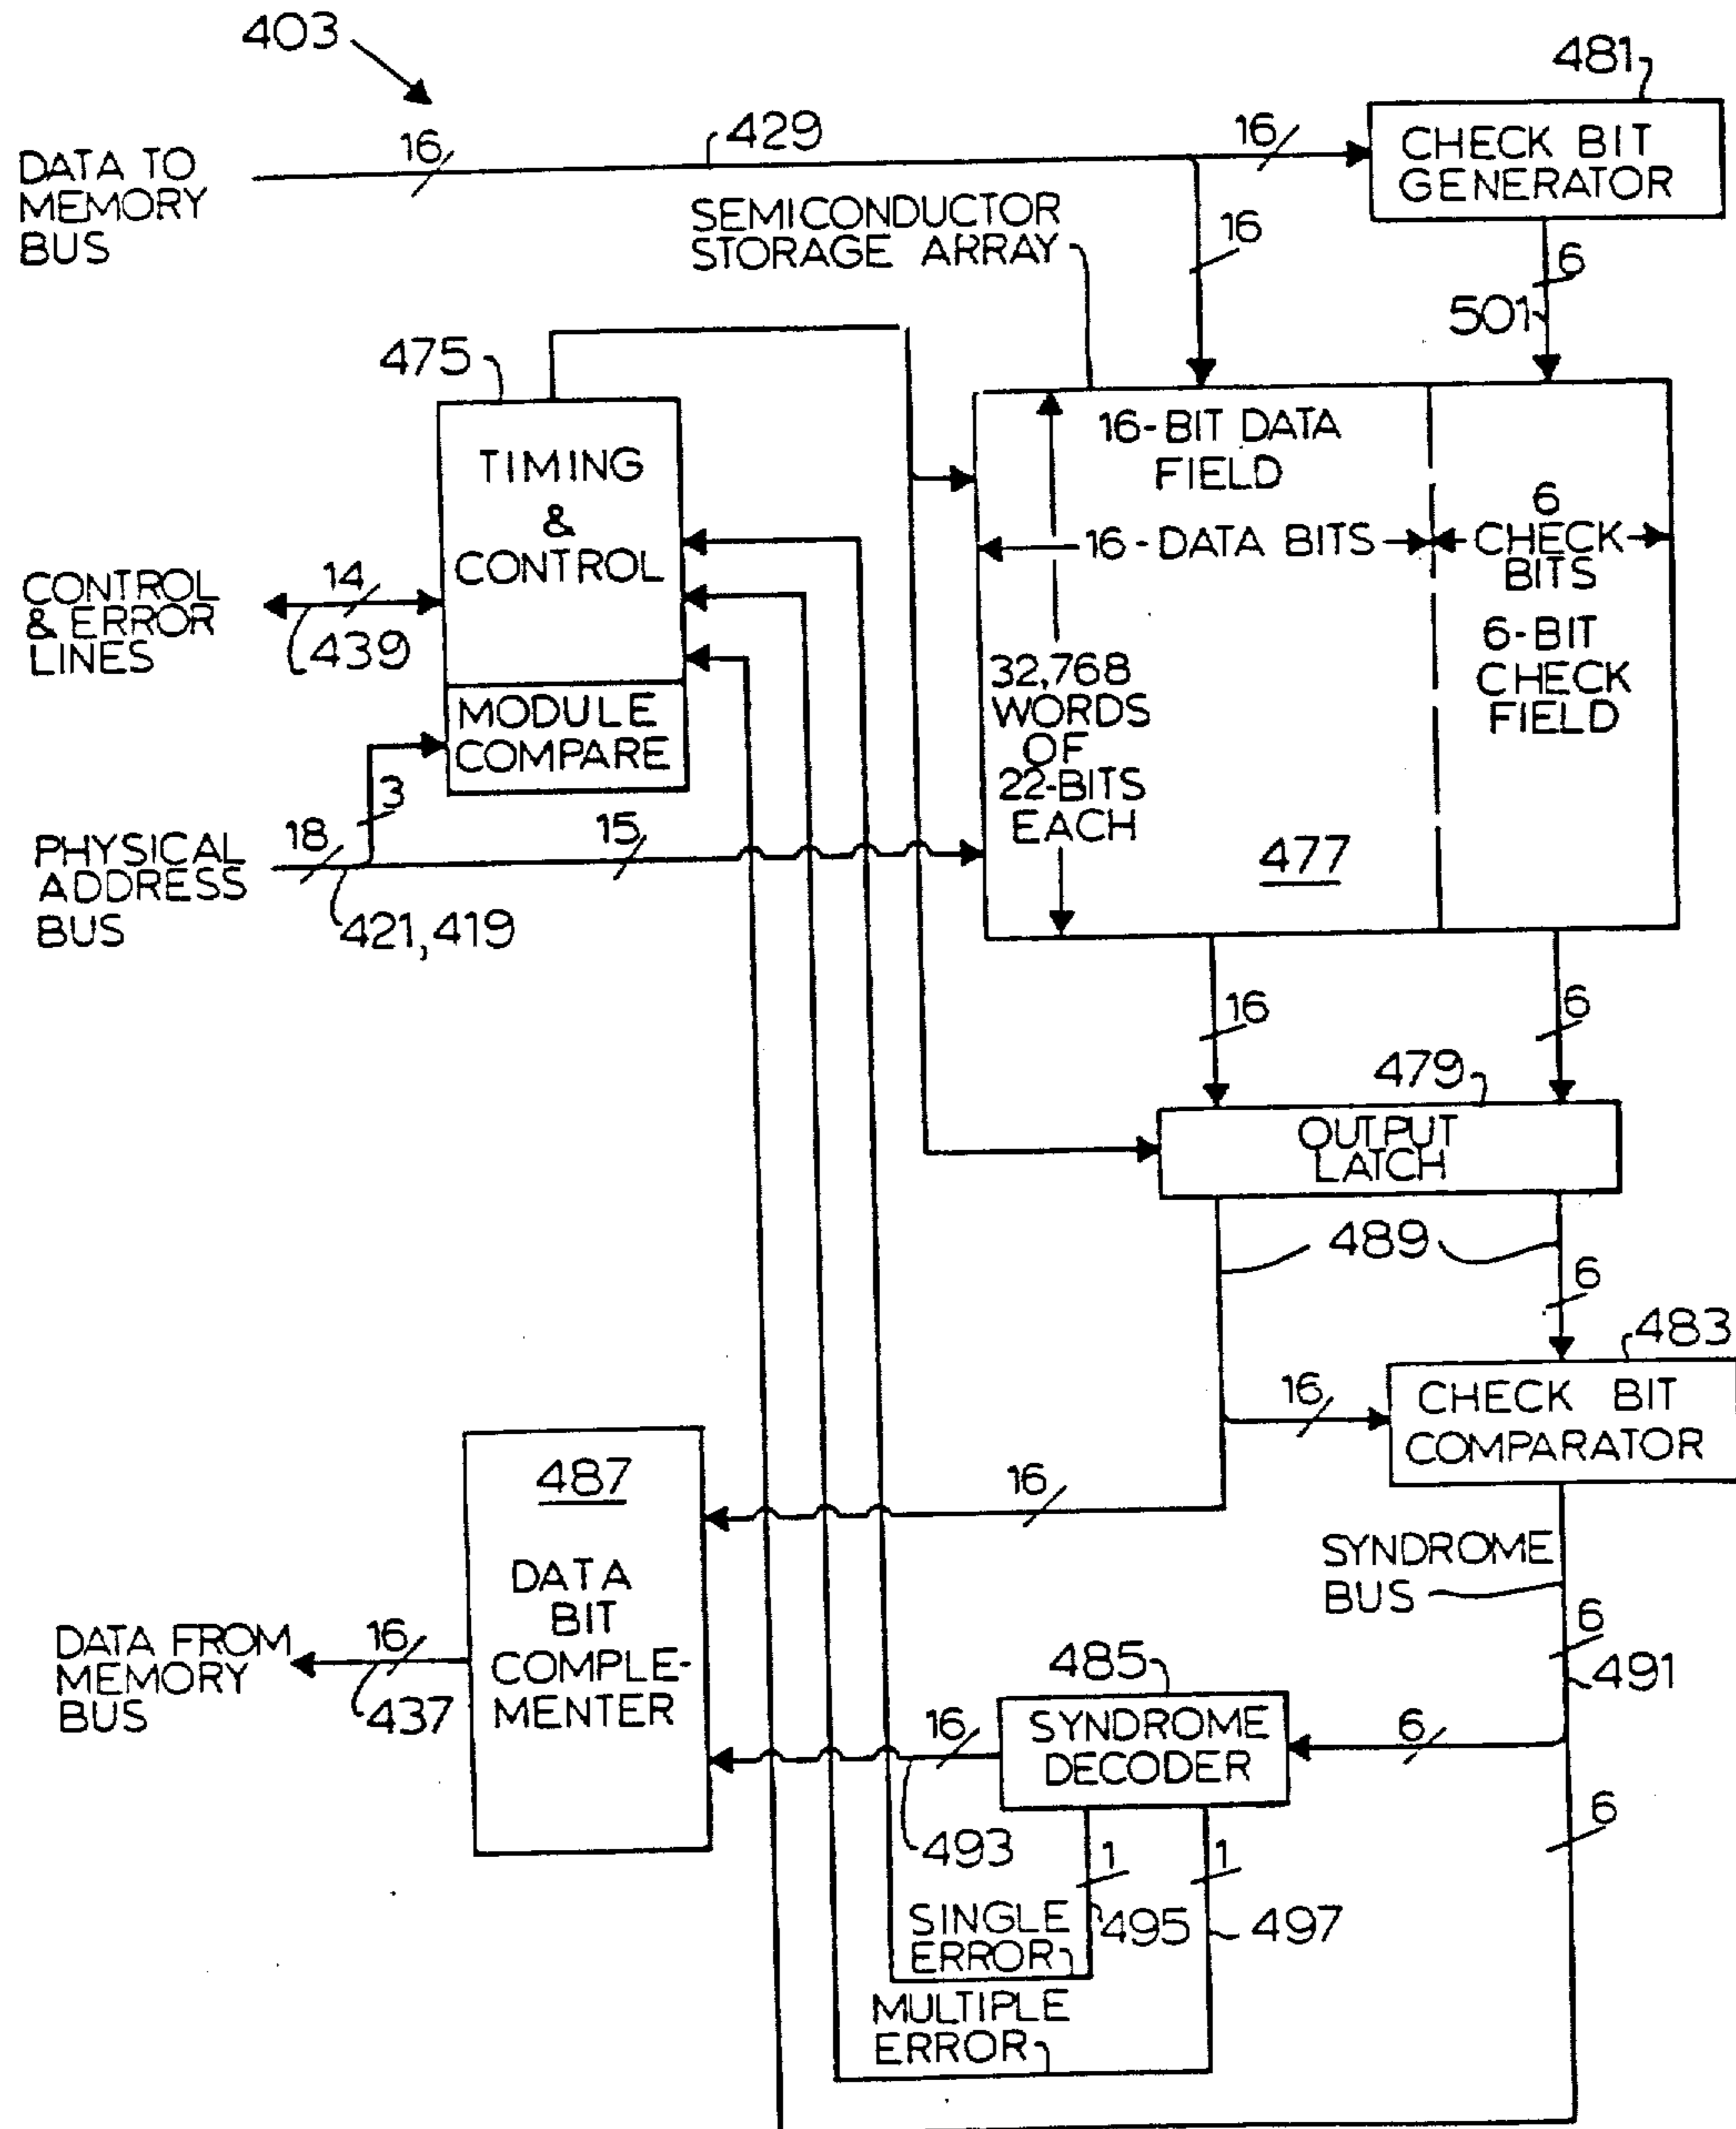 403
481
DATA TO
MEMORY
BUS
16
429
16
CHECK BIT
GENERATOR
SEMICONDUCTOR
STORAGE ARRAY
16
6
501
475
TIMING
&
CONTROL
16-BIT DATA
FIELD
16-DATA BITS
6
CHECK
BITS
6-BIT
CHECK
FIELD
CONTROL
& ERROR
LINES
14
439
MODULE
COMPARE
32,768
WORDS
OF
22-BITS
EACH
477
3
PHYSICAL
ADDRESS
BUS
18
15
421,419
16
6
479
OUTPUT
LATCH
489
6
483
16
CHECK BIT
COMPARATOR
487
16
DATA
BIT
COMPLE-
MENTER
SYNDROME
BUS
6
491
DATA FROM
MEMORY
BUS
16
437
485
16
SYNDROME
DECODER
6
493
6
1
1
SINGLE
ERROR
495
497
MULTIPLE
ERROR